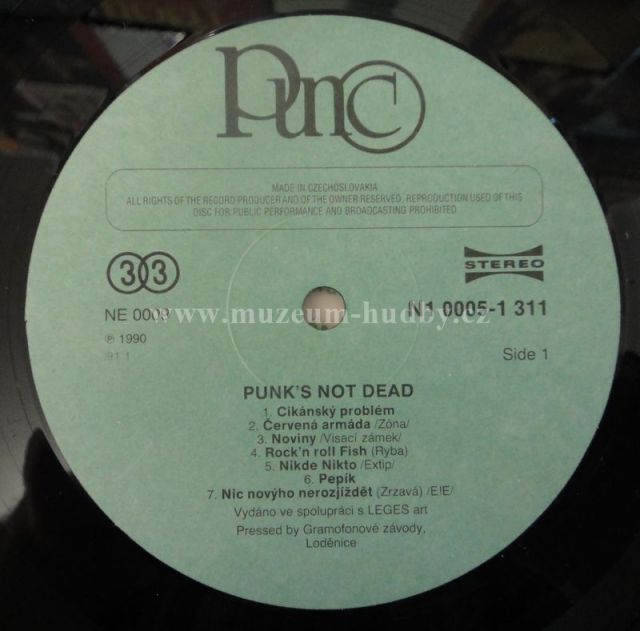 Punc
MADE IN CZECHOSLOVAKIA
ALL RIGHTS OF THE RECORD PRODUCER AND OF THE OWNER RESERVED. REPRODUCTION USED OF THIS
DISC FOR PUBLIC PERFORMANCE AND BROADCASTING PROHIBITED
33
STEREO
NE 0009
N1 0005-1 311
www.muzeum-hudby.cz
℗ 1990
91 1
Side 1
PUNK'S NOT DEAD
1. Cikánský problém
2. Červená armáda /Zóna/
3. Noviny /Visací zámek/
4. Rock'n roll Fish (Ryba)
5. Nikde Nikto /Extip/
6. Pepík
7. Nic novýho nerozjíždět (Zrzavá) /E!E/
Vydáno ve spolupráci s LEGES art
Pressed by Gramofonové závody,
Loděnice